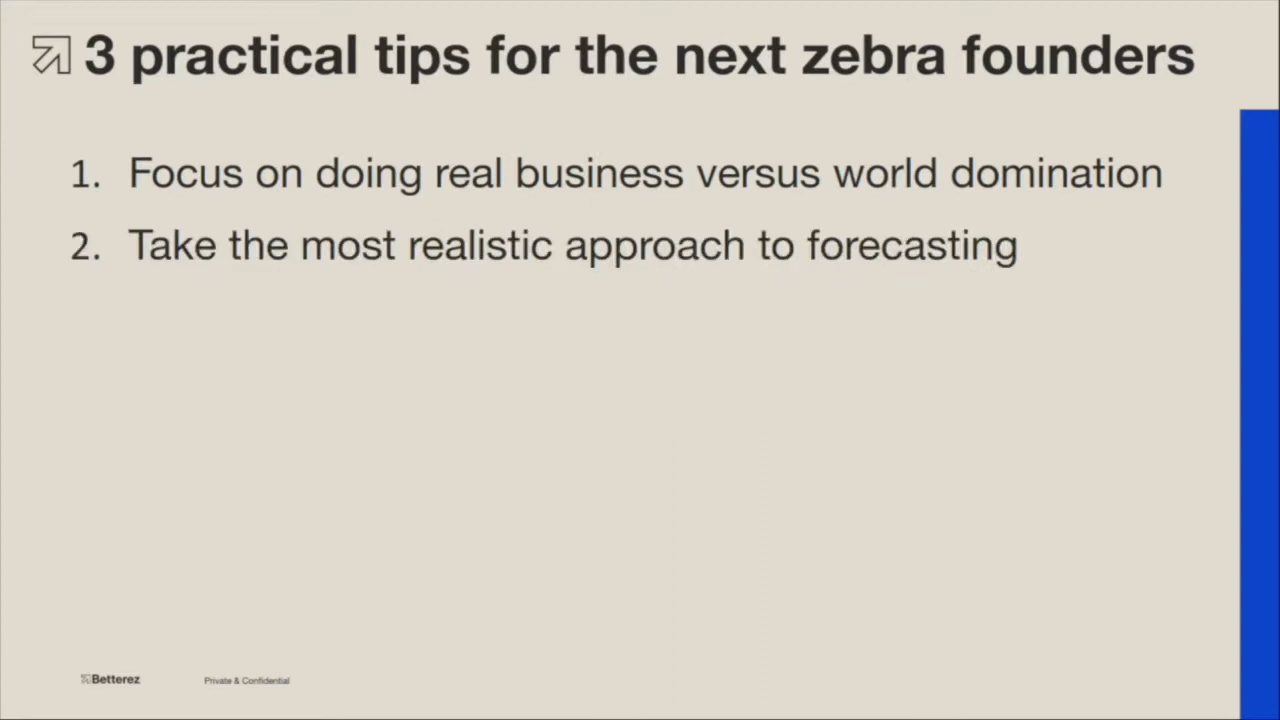 3 practical tips for the next zebra founders
1. Focus on doing real business versus world domination
2. Take the most realistic approach to forecasting
Betterez
Private & Confidential